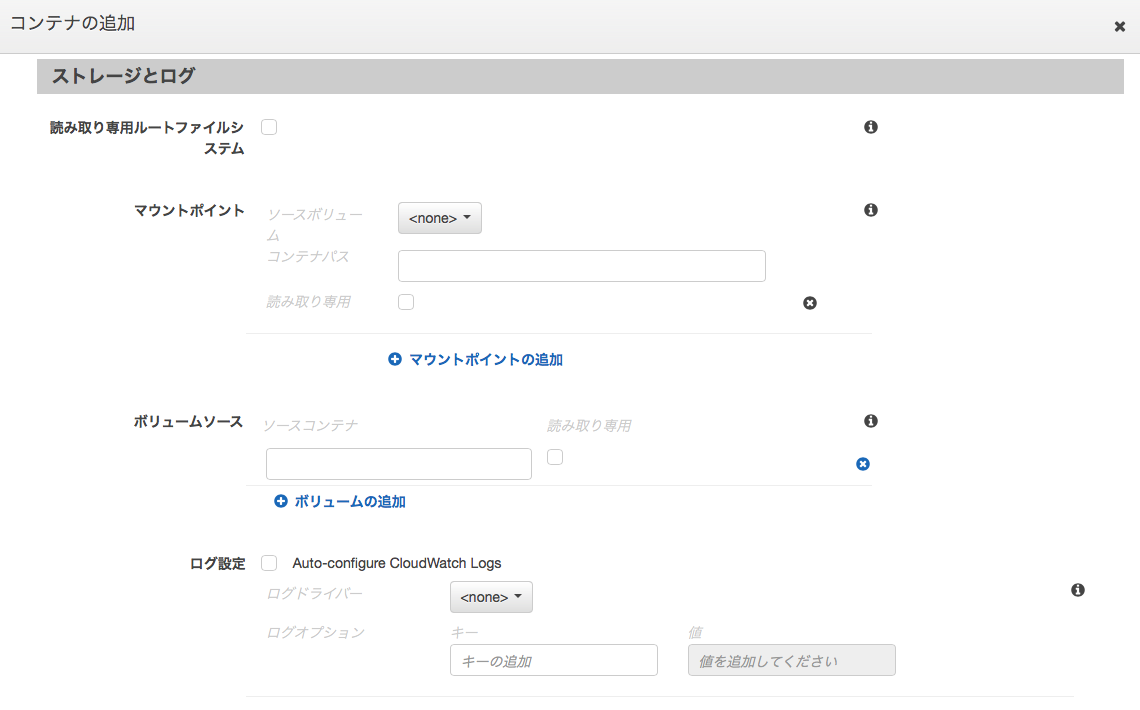 コンテナの追加
ストレージとログ
読み取り専用ルートファイルシ
ステム
マウントポイント
ソースボリュー
ム
<none>
コンテナパス
読み取り専用
マウントポイントの追加
ボリュームソース
ソースコンテナ
読み取り専用
ボリュームの追加
ログ設定
Auto-configure CloudWatch Logs
ログドライバー
<none>
ログオプション
キー
値
キーの追加
値を追加してください